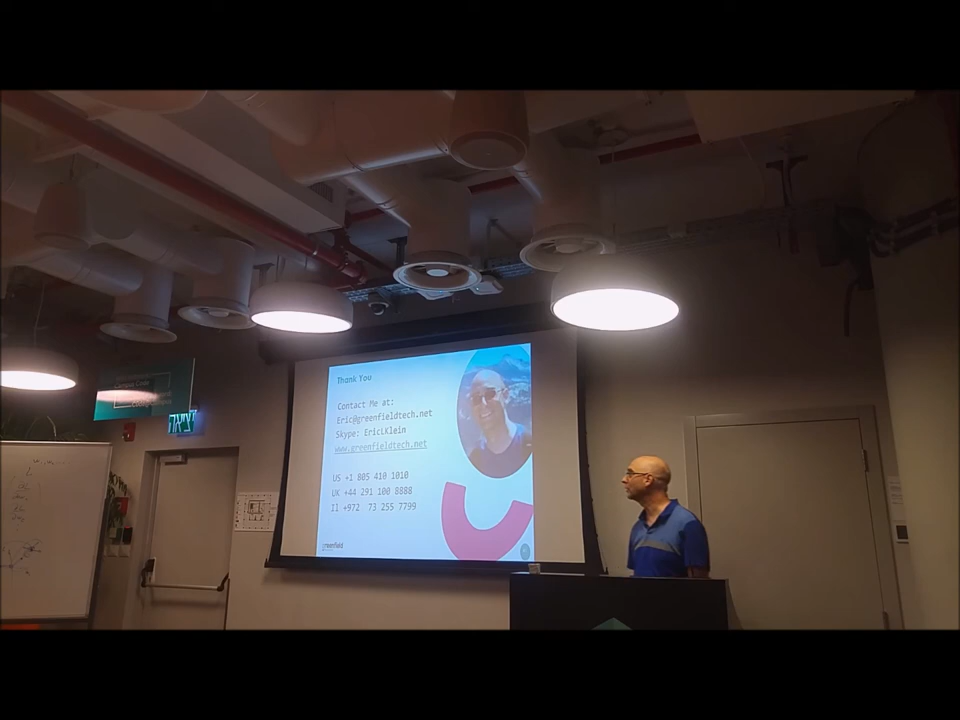 Thank You
Contact Me at:
Eric@greenfieldtech.net
Skype: EricLKlein
www.greenfieldtech.net
US +1 805 410 1010
UK +44 291 100 8888
Il +972 73 255 7799
greenfield
יציאה